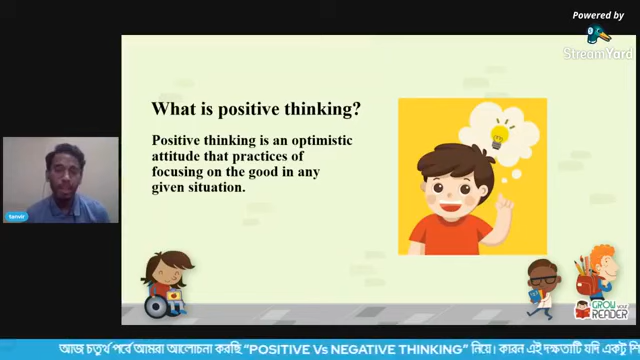 Powered by
StreamYard
What is positive thinking?
Positive thinking is an optimistic
attitude that practices of
focusing on the good in any
given situation.
tanvir
GROW YOUR
READER
আজ চতুর্থ পর্বে আমরা আলোচনা করছি “POSITIVE Vs NEGATIVE THINKING” নিয়ে। কারন এই দক্ষতাটি যদি একটু